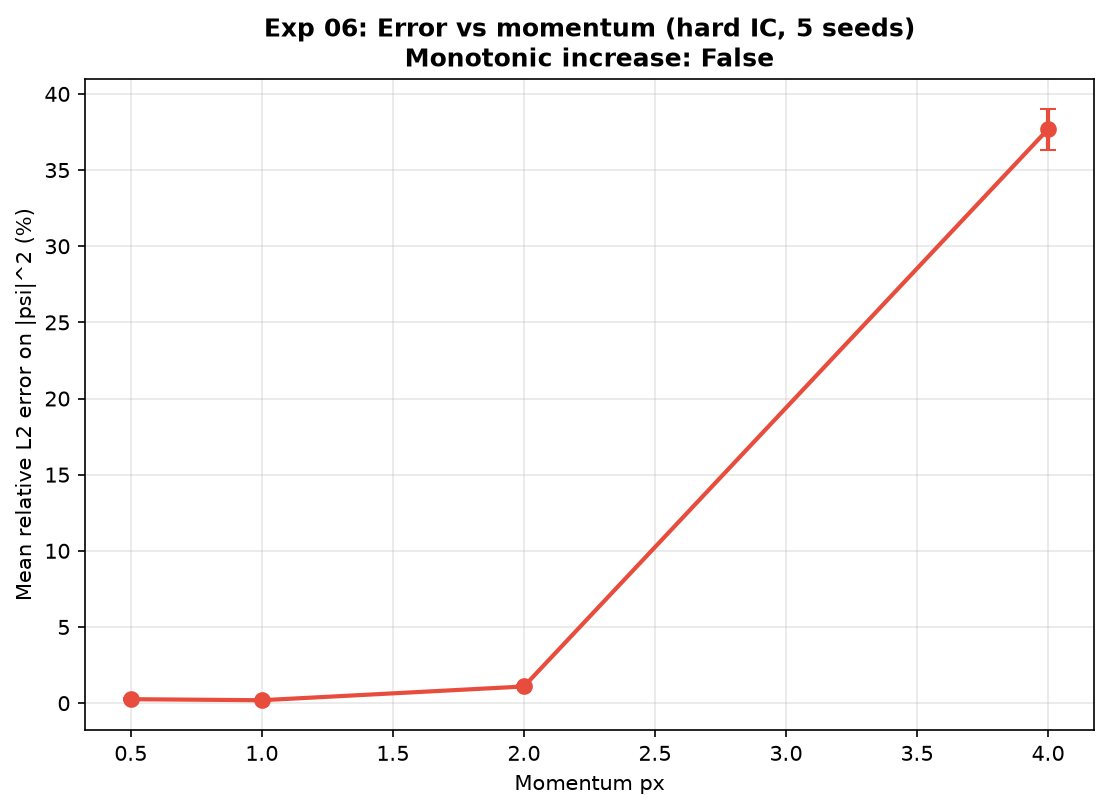 Exp 06: Error vs momentum (hard IC, 5 seeds)
Monotonic increase: False
Mean relative L2 error on |psi|^2 (%)
40
35
30
25
20
15
10
5
0
0.5 1.0 1.5 2.0 2.5 3.0 3.5 4.0
Momentum px